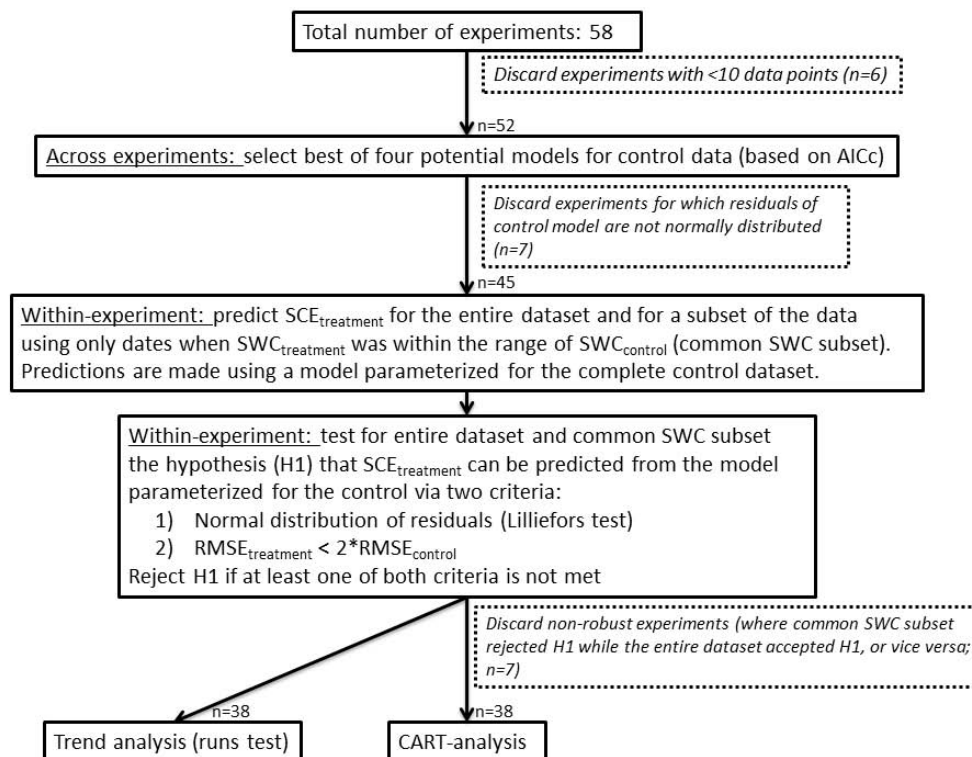 Total number of experiments: 58
Discard experiments with <10 data points (n=6)
n=52
Across experiments: select best of four potential models for control data (based on AICc)
Discard experiments for which residuals of
control model are not normally distributed
(n=7)
n=45
Within-experiment: predict SCEtreatment for the entire dataset and for a subset of the data
using only dates when SWCtreatment was within the range of SWCcontrol (common SWC subset).
Predictions are made using a model parameterized for the complete control dataset.
Within-experiment: test for entire dataset and common SWC subset
the hypothesis (H1) that SCEtreatment can be predicted from the model
parameterized for the control via two criteria:
1) Normal distribution of residuals (Lilliefors test)
2) RMSEtreatment < 2*RMSEcontrol
Reject H1 if at least one of both criteria is not met
Discard non-robust experiments (where common SWC subset
rejected H1 while the entire dataset accepted H1, or vice versa;
n=7)
n=38
n=38
Trend analysis (runs test)
CART-analysis